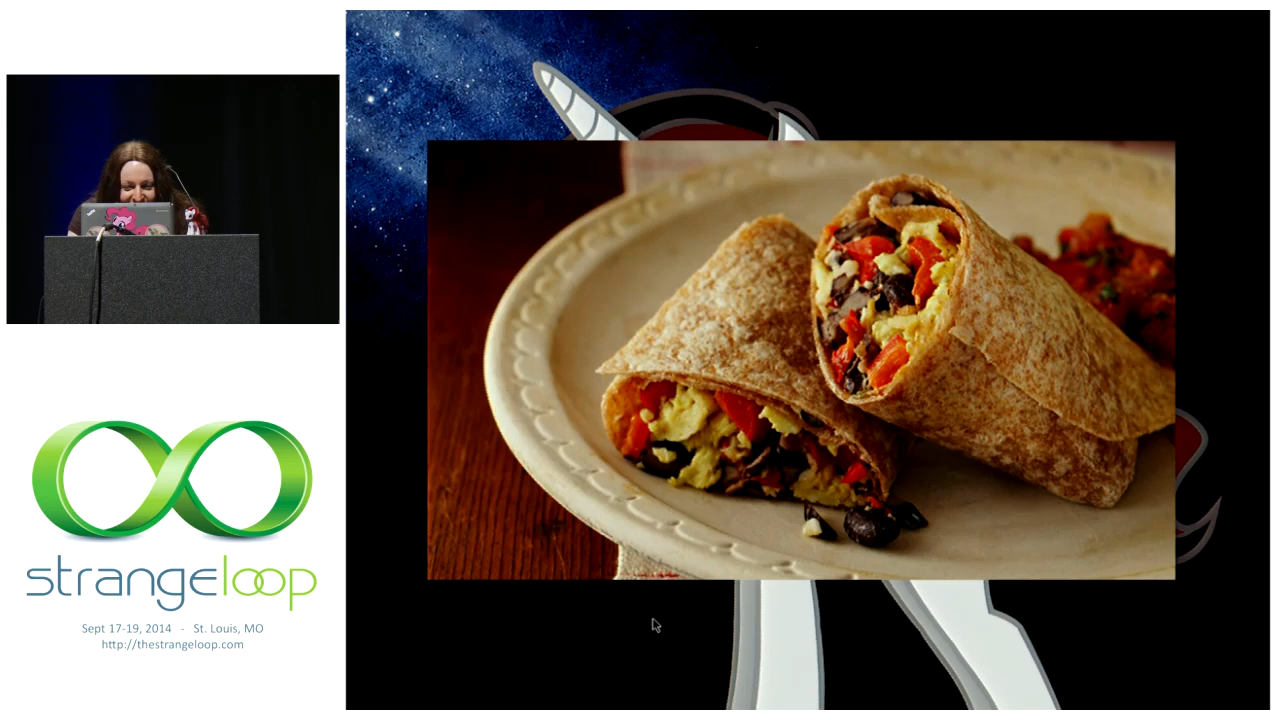 strangeloop
Sept 17-19, 2014 - St. Louis, MO
http://thestrangeloop.com